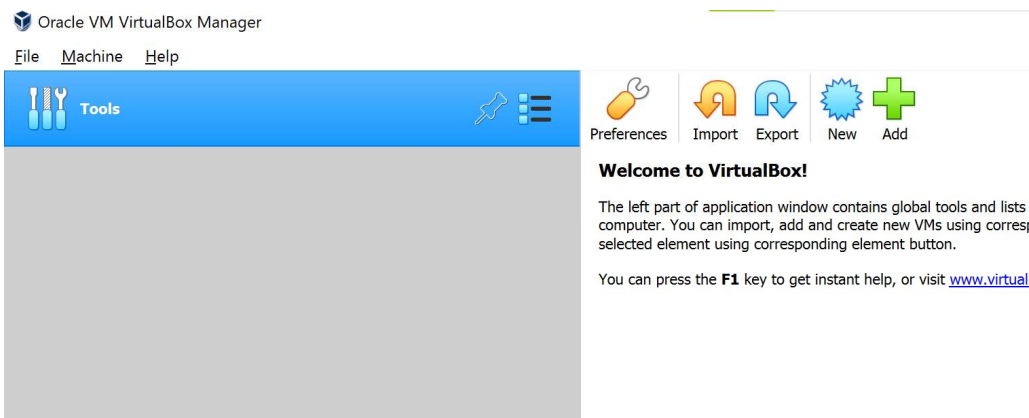 Oracle VM VirtualBox Manager
File Machine Help
Tools
Preferences Import Export New Add
Welcome to VirtualBox!
The left part of application window contains global tools and lists
computer. You can import, add and create new VMs using corresp
selected element using corresponding element button.
You can press the F1 key to get instant help, or visit www.virtual